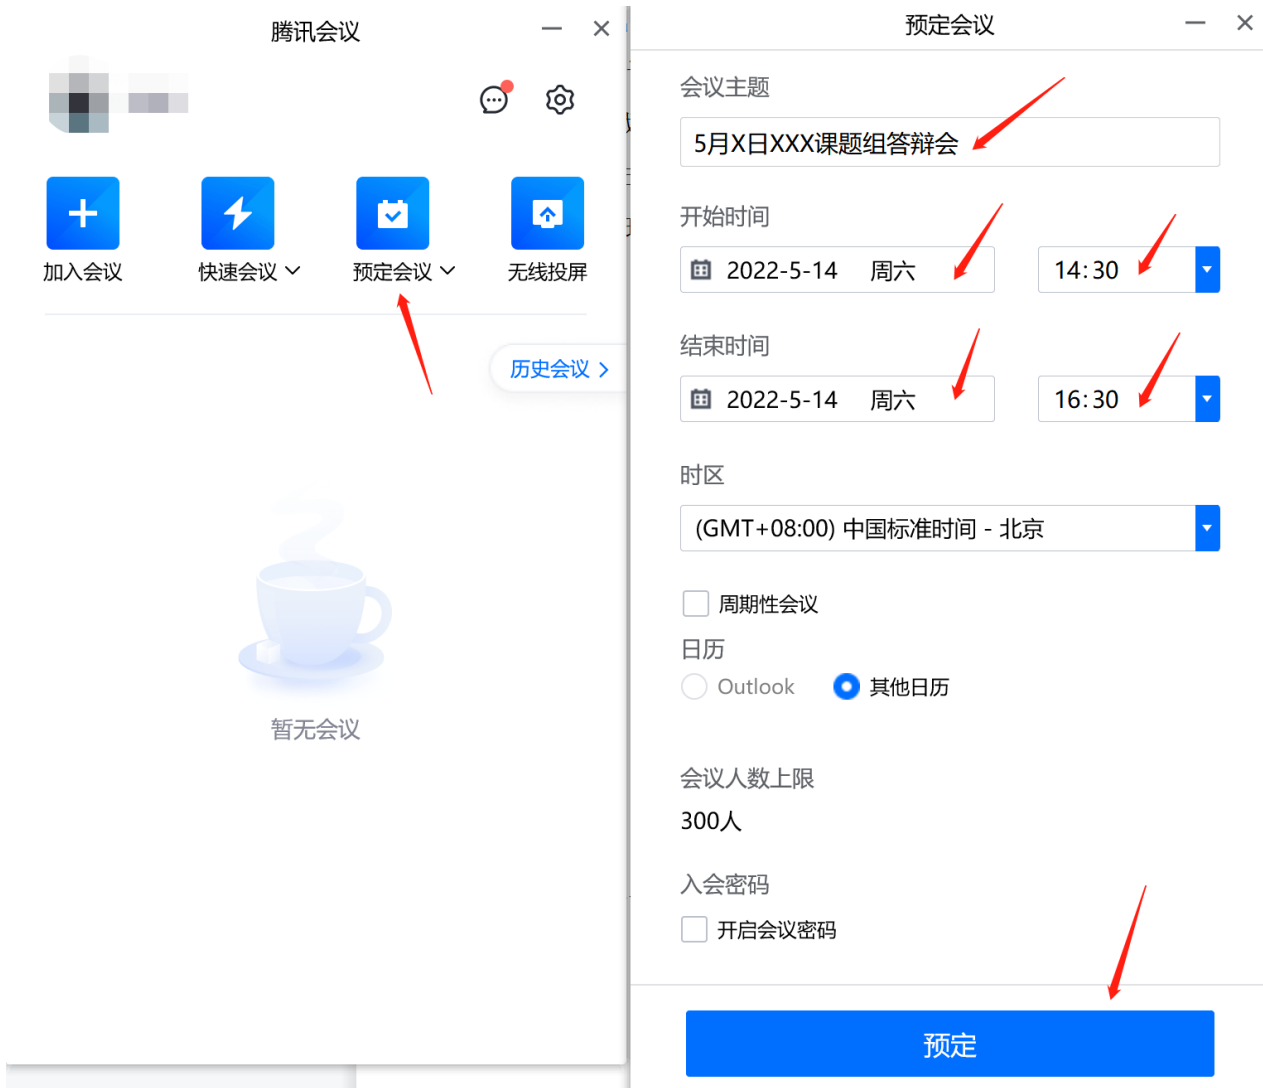 腾讯会议
加入会议
快速会议
预定会议
无线投屏
历史会议
暂无会议
预定会议
会议主题
5月X日XXX课题组答辩会
开始时间
2022-5-14 周六 14:30
结束时间
2022-5-14 周六 16:30
时区
(GMT+08:00) 中国标准时间 - 北京
周期性会议
日历
Outlook 其他日历
会议人数上限
300人
入会密码
开启会议密码
预定